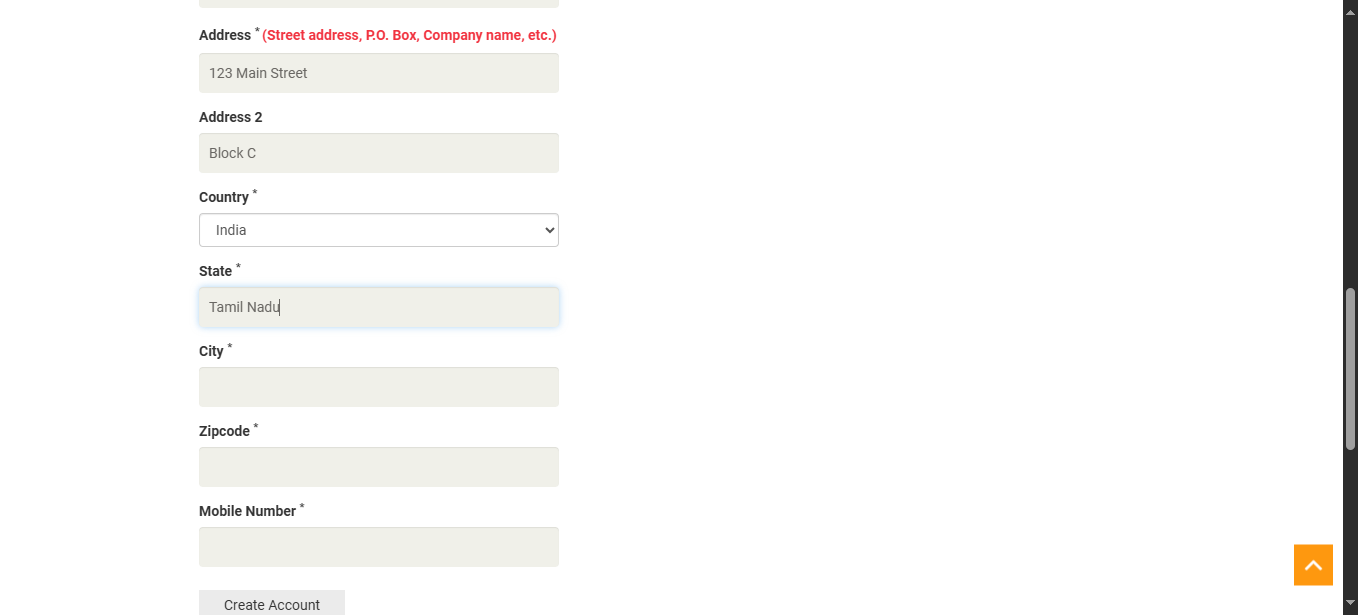 Address * (Street address, P.O. Box, Company name, etc.)
123 Main Street
Address 2
Block C
Country *
India
State *
Tamil Nadu
City *
Zipcode *
Mobile Number *
Create Account